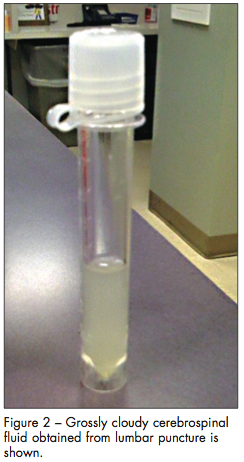 Figure 2 – Grossly cloudy cerebrospinal
fluid obtained from lumbar puncture is
shown.